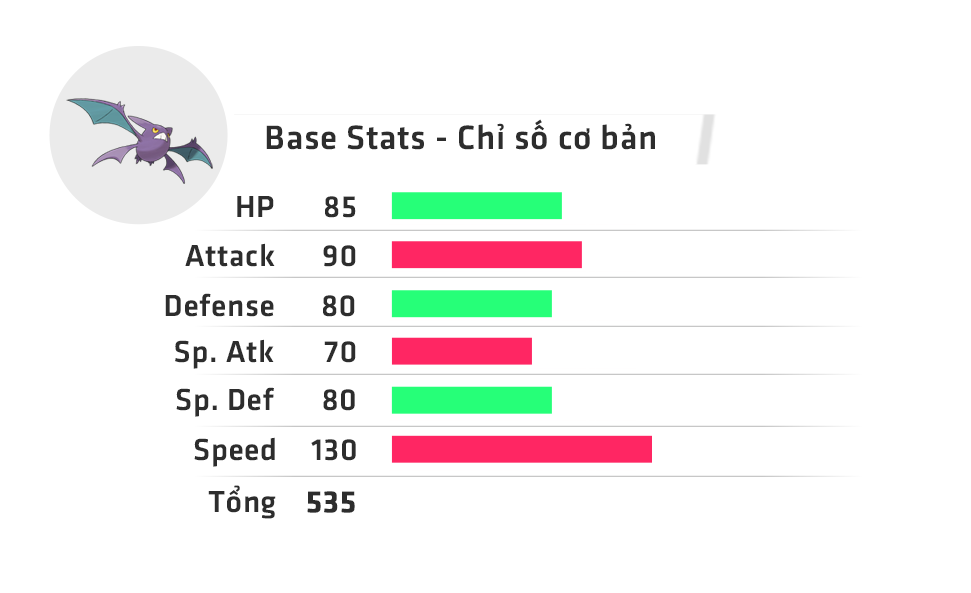 Base Stats - Chỉ số cơ bản
HP 85
Attack 90
Defense 80
Sp. Atk 70
Sp. Def 80
Speed 130
Tổng 535